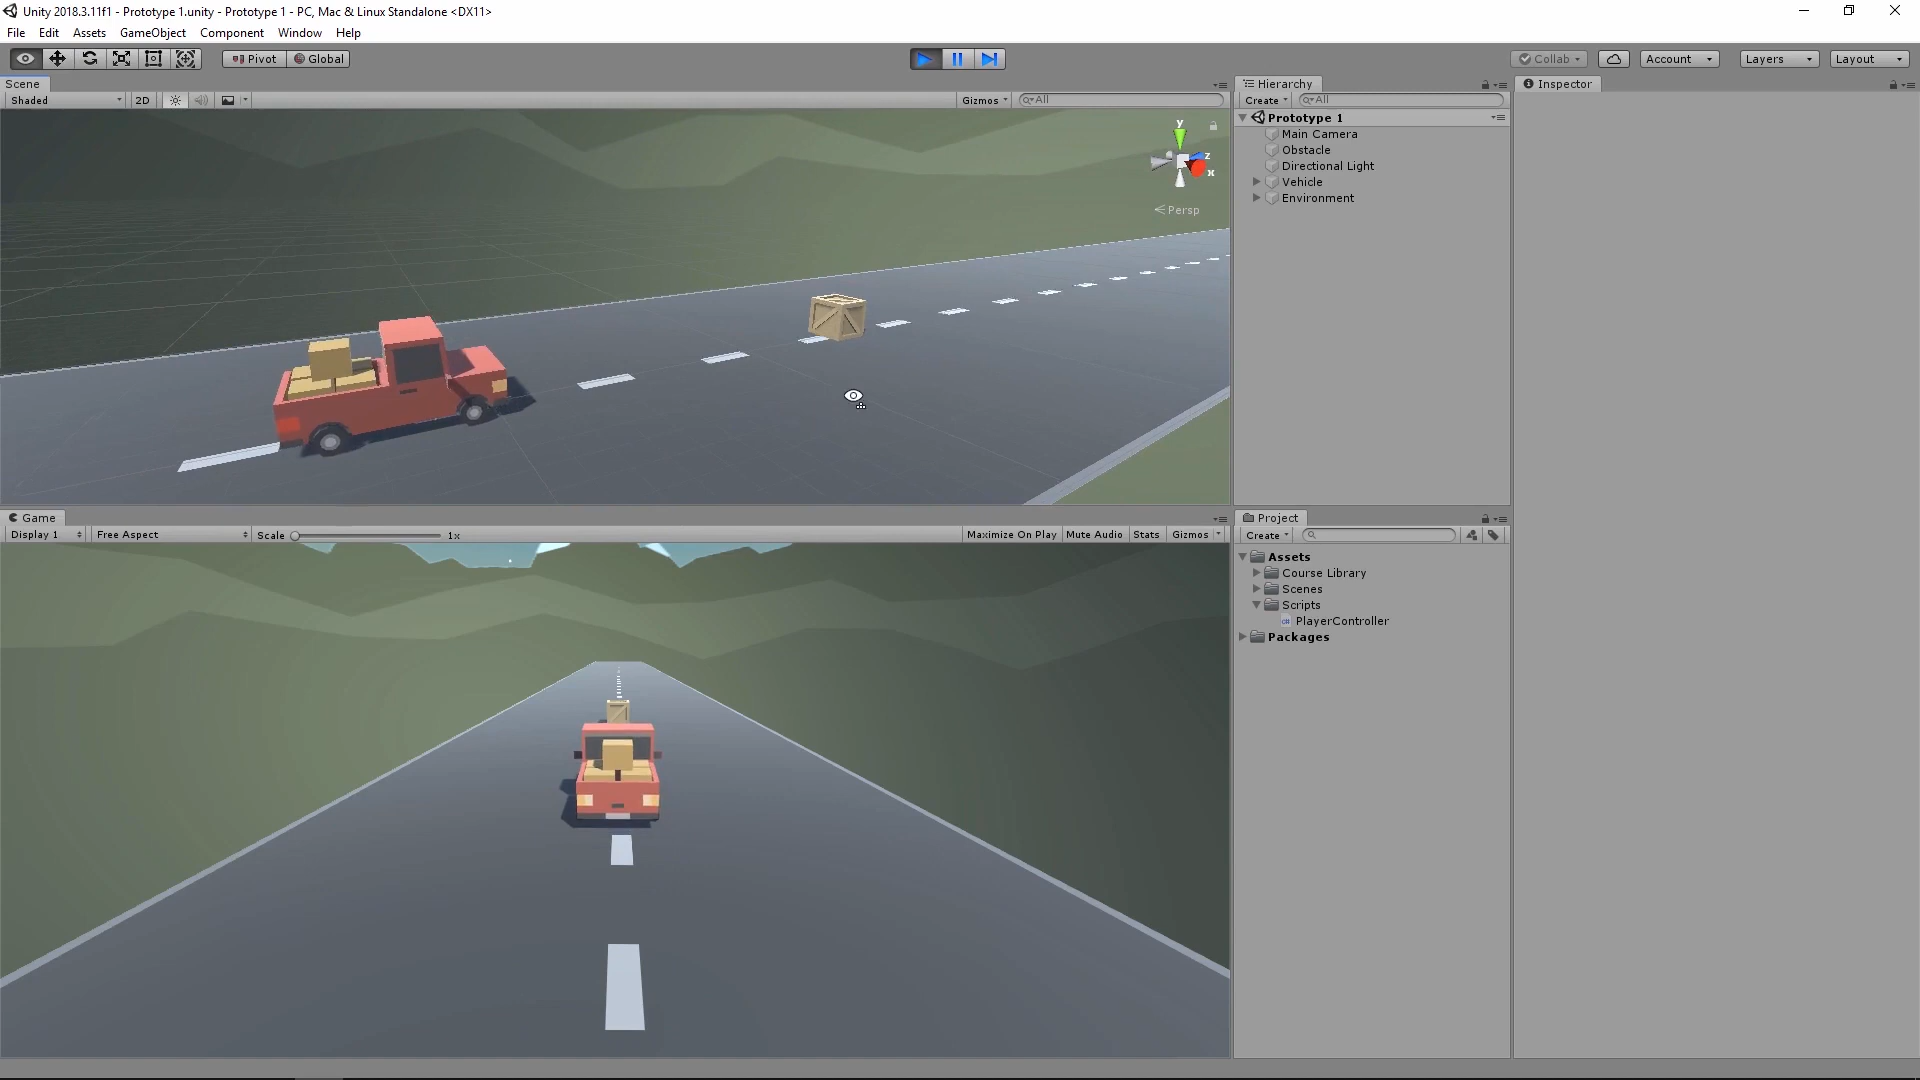 Unity 2018.3.11f1 - Prototype 1.unity - Prototype 1 - PC, Mac & Linux Standalone <DX11>
File Edit Assets GameObject Component Window Help
Pivot Global Collab Account Layers Layout
Scene
Shaded 2D Gizmos All
y
z
x
Persp
Hierarchy
Create All
Prototype 1
Main Camera
Obstacle
Directional Light
Vehicle
Environment
Inspector
Game
Display 1 Free Aspect Scale 1x Maximize On Play Mute Audio Stats Gizmos
Project
Create
Assets
Course Library
Scenes
Scripts
PlayerController
Packages